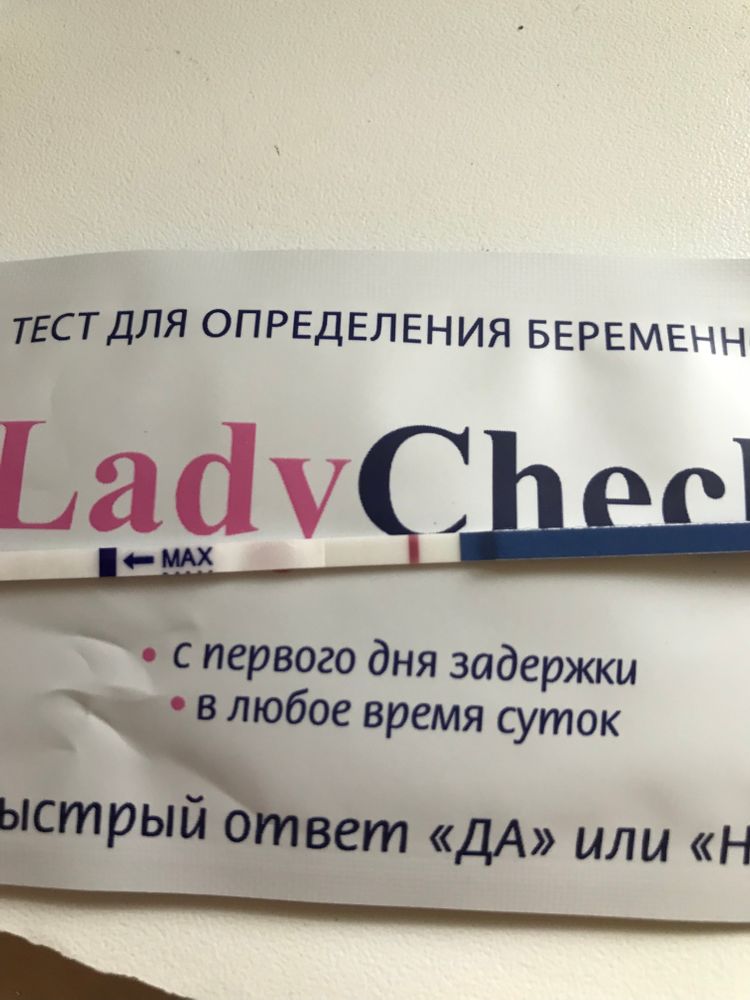 ТЕСТ ДЛЯ ОПРЕДЕЛЕНИЯ БЕРЕМЕНН
LadyChec
MAX
• с первого дня задержки
• в любое время суток
ыстрый ответ «ДА» или «Н